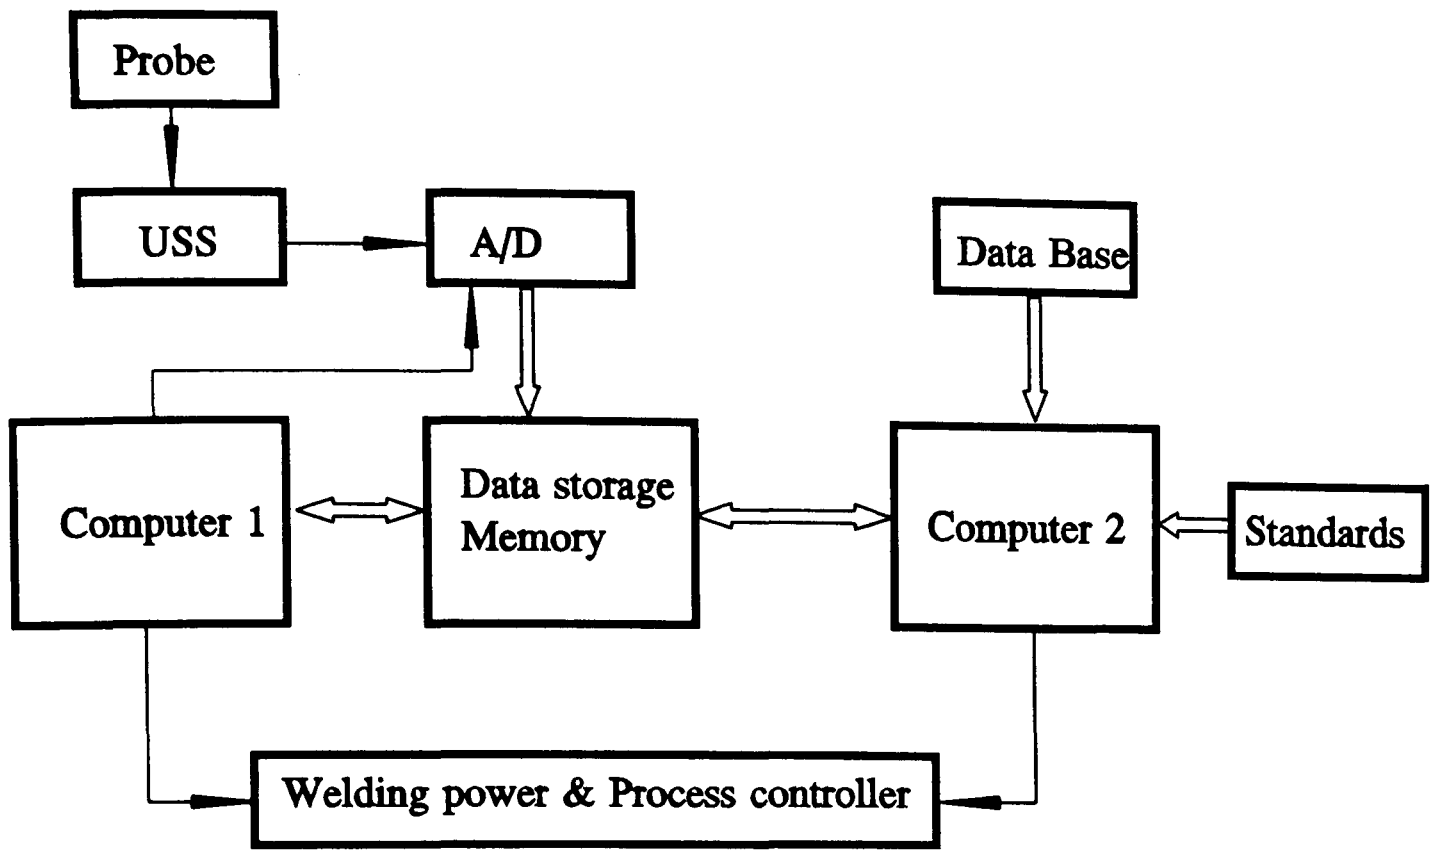 Probe
USS
A/D
Data Base
Computer 1
Data storage
Memory
Computer 2
Standards
Welding power & Process controller